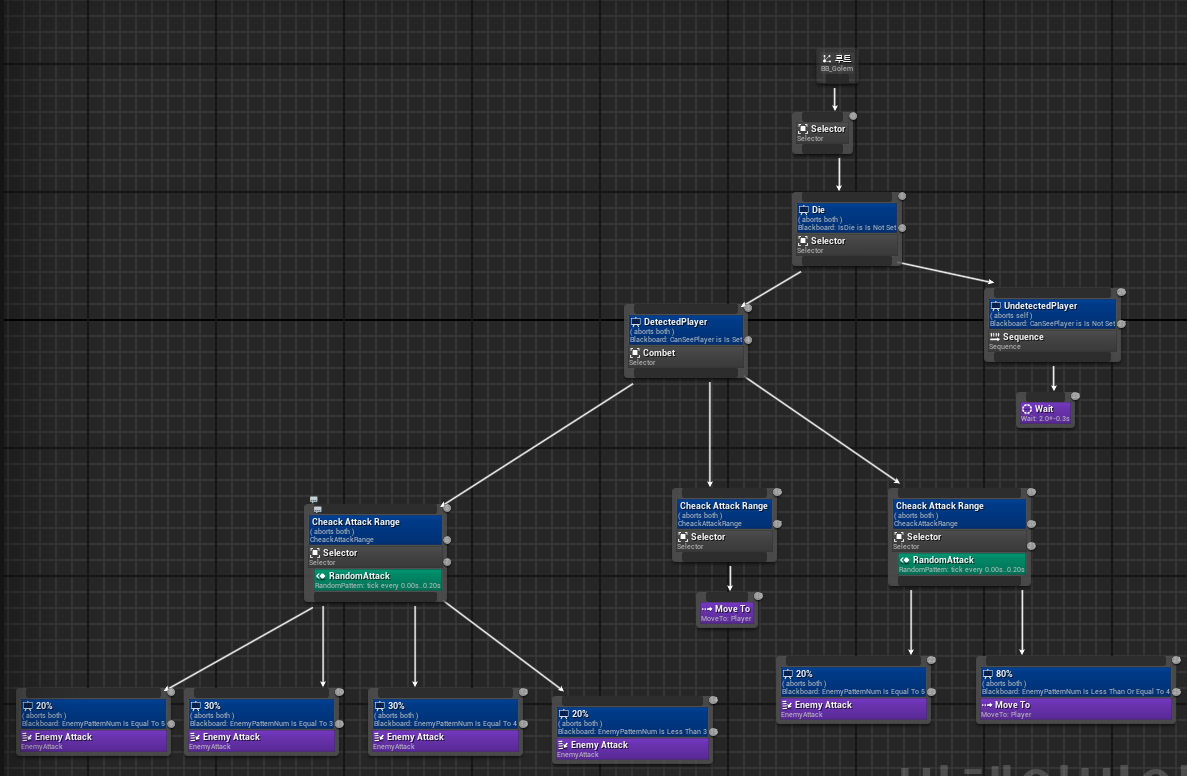 루트
BB_Golem
Selector
Selector
Die
( aborts both )
Blackboard: IsDie is Is Not Set
Selector
Selector
DetectedPlayer
( aborts both )
Blackboard: CanSeePlayer is Is Set
Combet
Selector
UndetectedPlayer
( aborts self )
Blackboard: CanSeePlayer is Is Not Set
Sequence
Sequence
Wait
Wait: 2.0+-0.3s
Cheack Attack Range
( aborts both )
CheackAttackRange
Selector
Selector
RandomAttack
RandomPattern: tick every 0.00s..0.20s
Cheack Attack Range
( aborts both )
CheackAttackRange
Selector
Selector
Move To
MoveTo: Player
Cheack Attack Range
( aborts both )
CheackAttackRange
Selector
Selector
RandomAttack
RandomPattern: tick every 0.00s..0.20s
20%
( aborts both )
Blackboard: EnemyPatternNum is Equal To 5
Enemy Attack
EnemyAttack
30%
( aborts both )
Blackboard: EnemyPatternNum is Equal To 3
Enemy Attack
EnemyAttack
30%
( aborts both )
Blackboard: EnemyPatternNum is Equal To 4
Enemy Attack
EnemyAttack
20%
( aborts both )
Blackboard: EnemyPatternNum is Less Than 3
Enemy Attack
EnemyAttack
20%
( aborts both )
Blackboard: EnemyPatternNum is Equal To 5
Enemy Attack
EnemyAttack
80%
( aborts both )
Blackboard: EnemyPatternNum is Less Than Or Equal To 4
Move To
MoveTo: Player